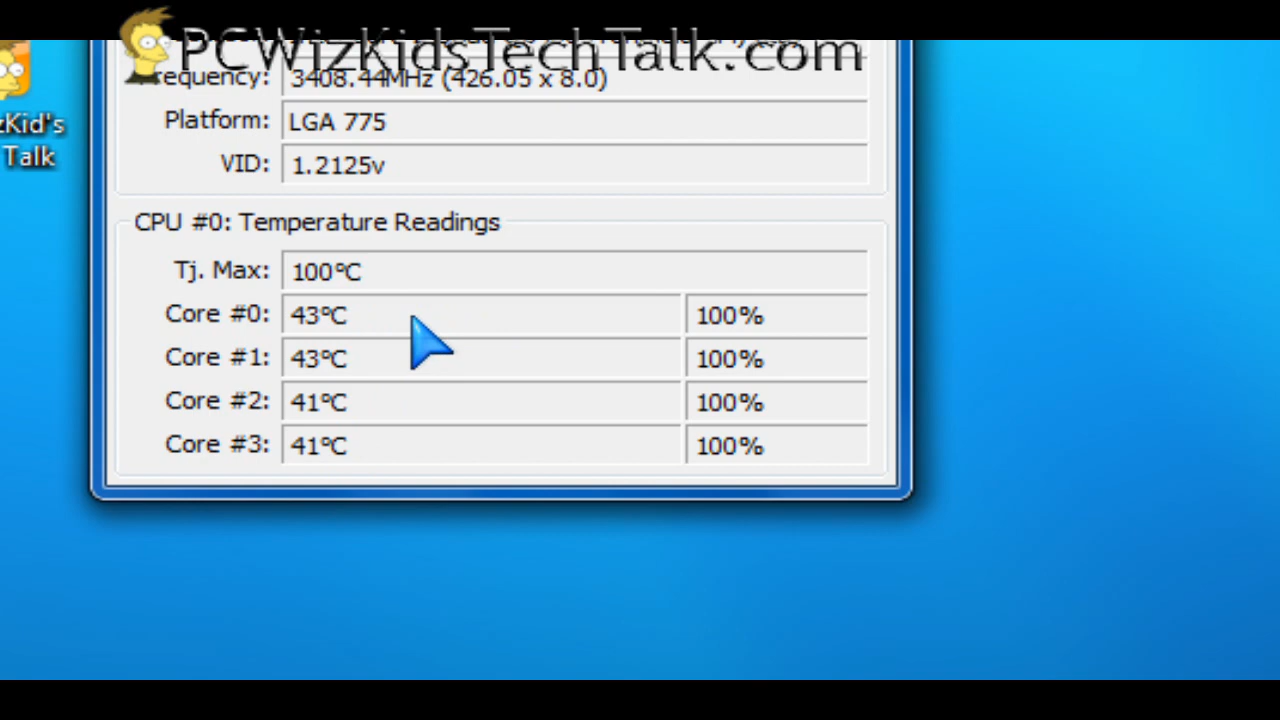 PCWizKidsTechTalk.com
Frequency: 3408.44MHz (426.05 x 8.0)
zKid's
Talk
Platform: LGA 775
VID: 1.2125v
CPU #0: Temperature Readings
Tj. Max: 100°C
Core #0: 43°C 100%
Core #1: 43°C 100%
Core #2: 41°C 100%
Core #3: 41°C 100%